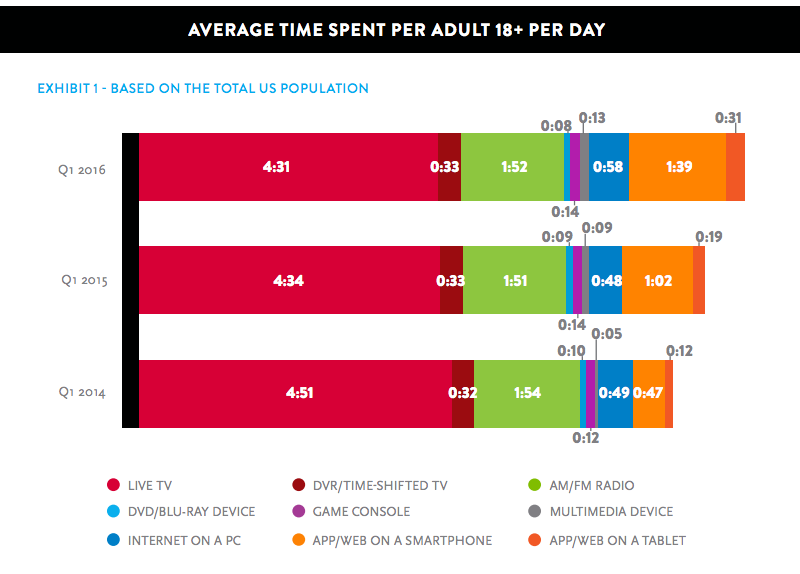 AVERAGE TIME SPENT PER ADULT 18+ PER DAY
EXHIBIT 1 - BASED ON THE TOTAL US POPULATION
0:08 0:13 0:31
Q1 2016 4:31 0:33 1:52 0:58 1:39
0:14
0:09 0:09 0:19
Q1 2015 4:34 0:33 1:51 0:48 1:02
0:14
0:10 0:05 0:12
Q1 2014 4:51 0:32 1:54 0:49 0:47
0:12
LIVE TV DVR/TIME-SHIFTED TV AM/FM RADIO
DVD/BLU-RAY DEVICE GAME CONSOLE MULTIMEDIA DEVICE
INTERNET ON A PC APP/WEB ON A SMARTPHONE APP/WEB ON A TABLET